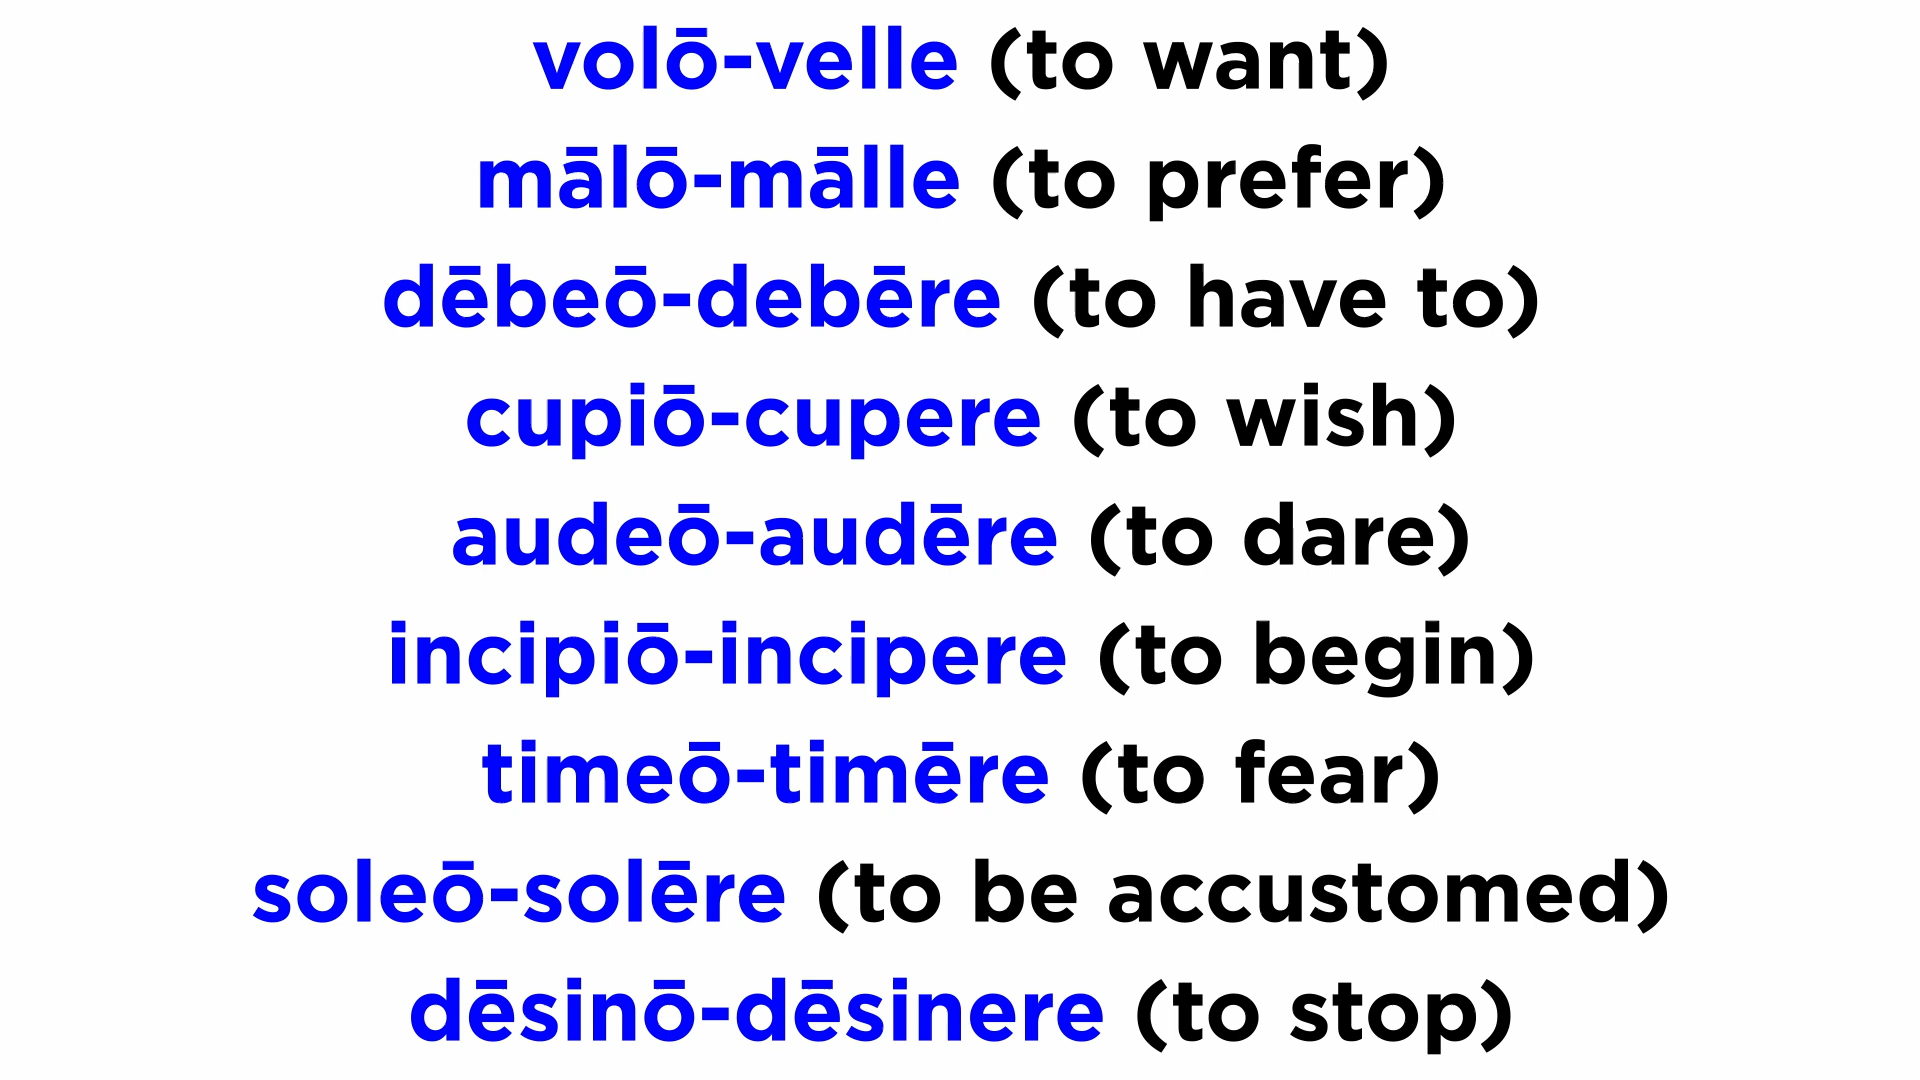 volō-velle (to want)
mālō-mālle (to prefer)
dēbeō-debēre (to have to)
cupiō-cupere (to wish)
audeō-audēre (to dare)
incipiō-incipere (to begin)
timeō-timēre (to fear)
soleō-solēre (to be accustomed)
dēsinō-dēsinere (to stop)